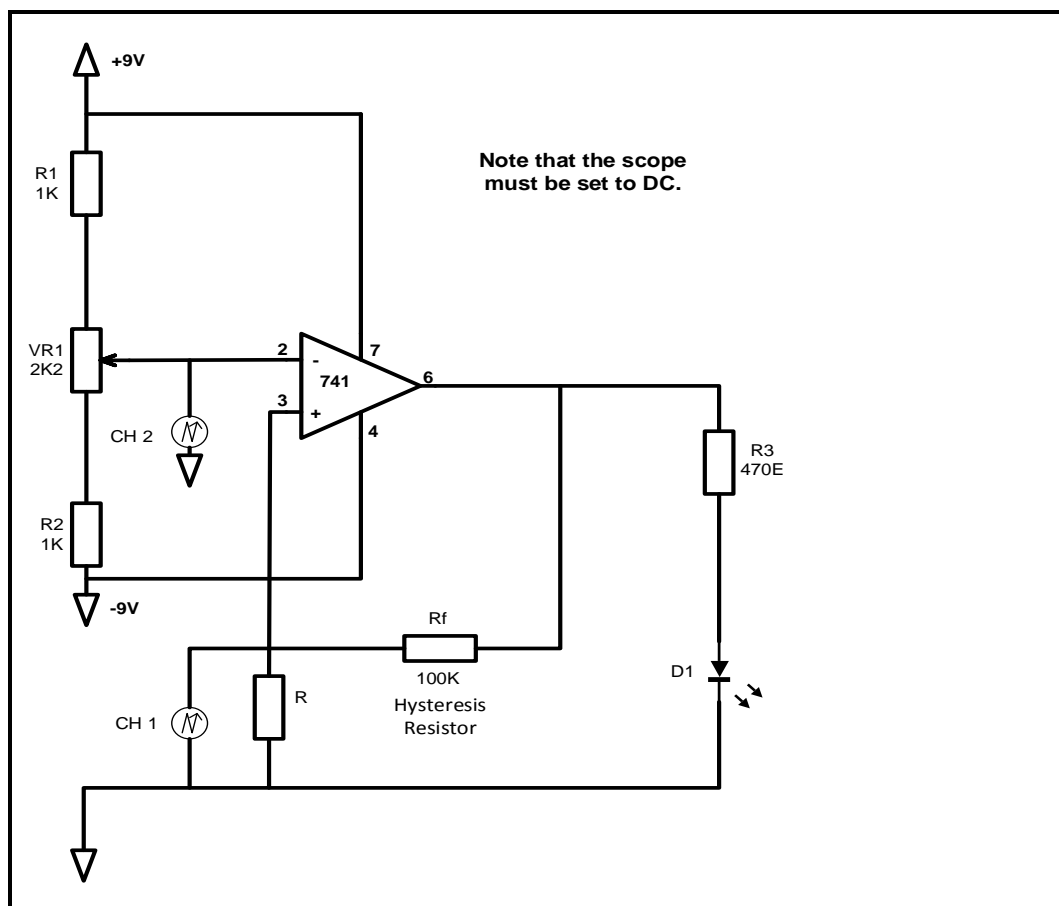 +9V
Note that the scope
must be set to DC.
R1
1K
VR1
2K2
2
-
7
741
6
3
+
4
CH 2
R3
470E
R2
1K
-9V
Rf
100K
Hysteresis
Resistor
R
D1
CH 1